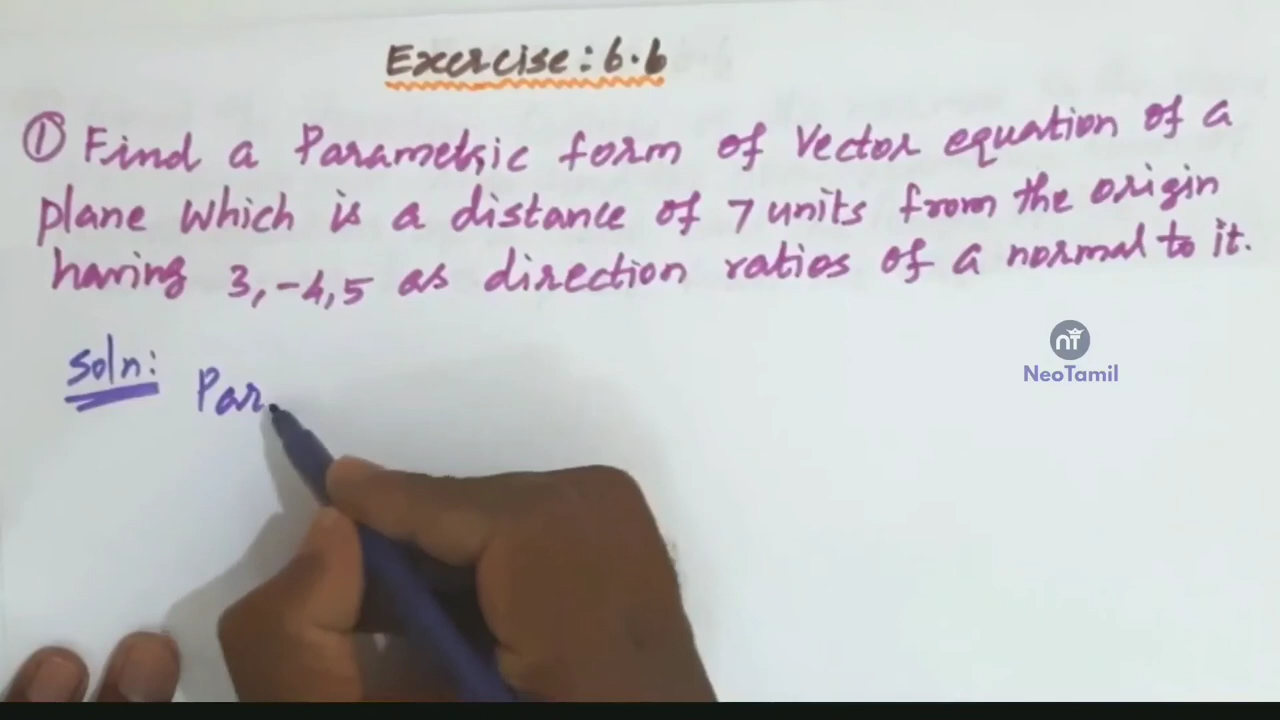 Exercise: 6.6
① Find a Parametric form of Vector equation of a
plane which is a distance of 7 units from the origin
having 3, -4, 5 as direction ratios of a normal to it.
Soln: Par
nT
NeoTamil